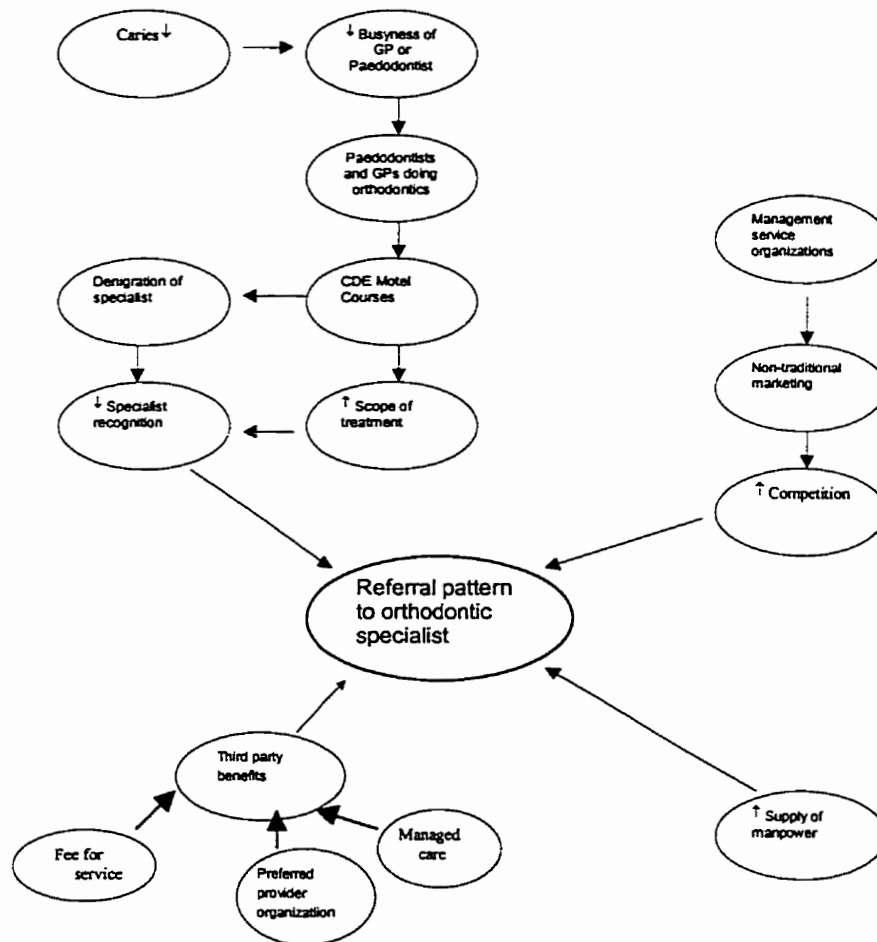 Caries ↓
↓ Busyness of
GP or
Paedodontist
Paedodontists
and GPs doing
orthodontics
Management
service
organizations
Denigration of
specialist
CDE Motel
Courses
Non-traditional
marketing
↓ Specialist
recognition
↑ Scope of
treatment
↑ Competition
Referral pattern
to orthodontic
specialist
Third party
benefits
Fee for
service
Preferred
provider
organizatiion
Managed
care
↑ Supply of
manpower